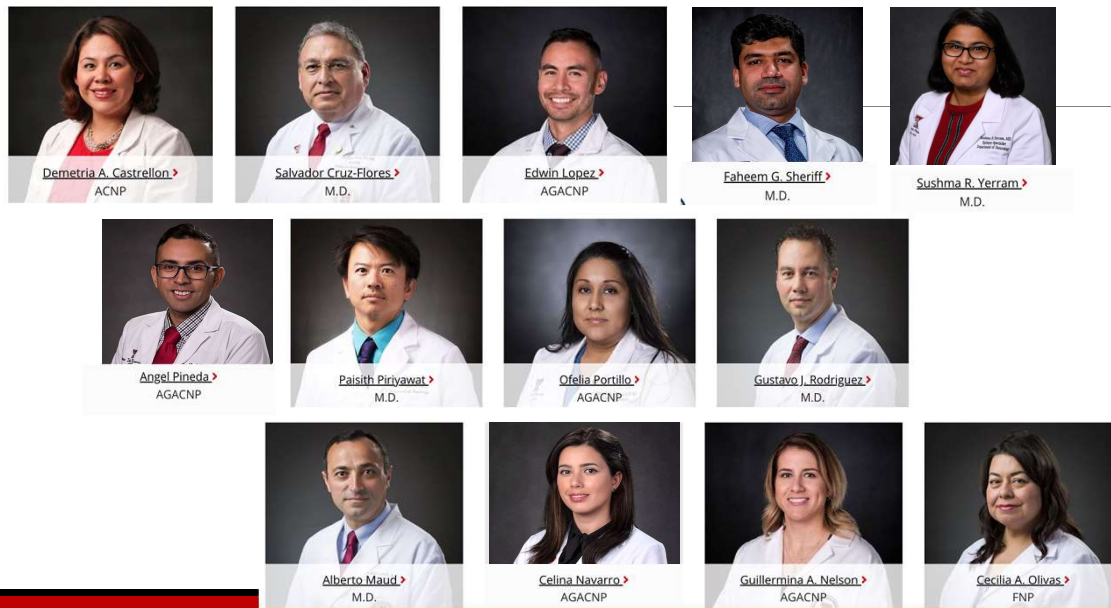 Demetria A. Castrellon >
ACNP
Salvador Cruz-Flores >
M.D.
Edwin Lopez >
AGACNP
Faheem G. Sheriff >
M.D.
Sushma R. Yerram >
M.D.
Angel Pineda >
AGACNP
Paisith Piriyawat >
M.D.
Ofelia Portillo >
AGACNP
Gustavo J. Rodriguez >
M.D.
Alberto Maud >
M.D.
Celina Navarro >
AGACNP
Guillermina A. Nelson >
AGACNP
Cecilia A. Olivas >
FNP